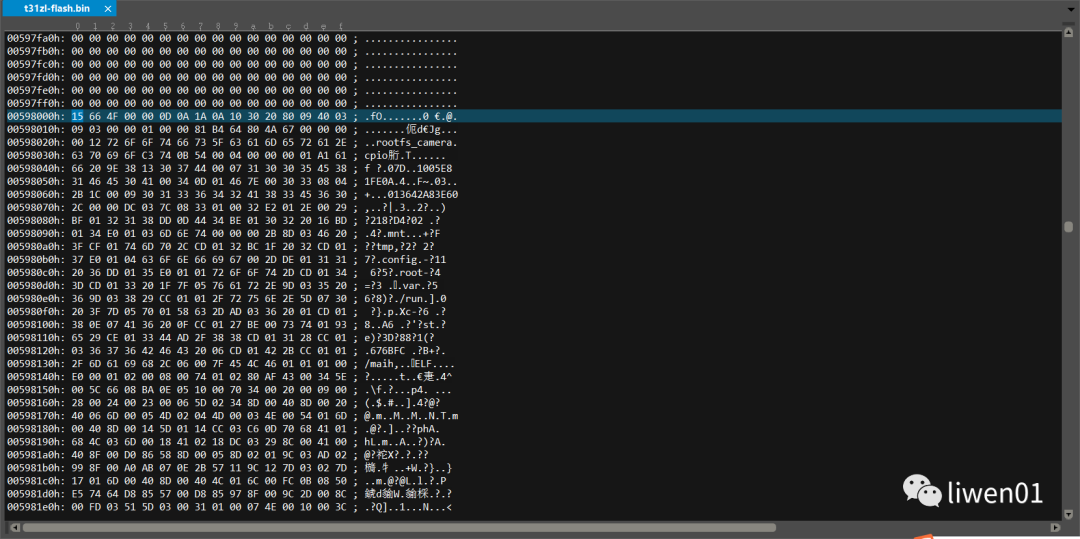 t31zl-flash.bin ×
0 1 2 3 4 5 6 7 8 9 a b c d e f
00597fa0h: 00 00 00 00 00 00 00 00 00 00 00 00 00 00 00 00 ; ................
00597fb0h: 00 00 00 00 00 00 00 00 00 00 00 00 00 00 00 00 ; ................
00597fc0h: 00 00 00 00 00 00 00 00 00 00 00 00 00 00 00 00 ; ................
00597fd0h: 00 00 00 00 00 00 00 00 00 00 00 00 00 00 00 00 ; ................
00597fe0h: 00 00 00 00 00 00 00 00 00 00 00 00 00 00 00 00 ; ................
00597ff0h: 00 00 00 00 00 00 00 00 00 00 00 00 00 00 00 00 ; ................
00598000h: 15 66 4F 00 00 0D 0A 1A 0A 10 30 20 80 09 40 03 ; .fO.......0 €.@.
00598010h: 09 03 00 00 01 00 00 81 B4 64 80 4A 67 00 00 00 ; .......伌d€Jg...
00598020h: 00 12 72 6F 6F 74 66 73 5F 63 61 6D 65 72 61 2E ; ..rootfs_camera.
00598030h: 63 70 69 6F C3 74 0B 54 00 04 00 00 00 01 A1 61 ; cpio胻.T......
00598040h: 66 20 9E 38 13 30 37 44 00 07 31 30 30 35 45 38 ; f ?.07D..1005E8
00598050h: 31 46 45 30 41 00 34 0D 01 46 7E 00 30 33 08 04 ; 1FE0A.4..F~.03..
00598060h: 2B 1C 00 09 30 31 33 36 34 32 41 38 33 45 36 30 ; +...013642A83E60
00598070h: 2C 00 00 DC 03 7C 08 33 01 00 32 E2 01 2E 00 29 ; ,..?|.3..2?..)
00598080h: BF 01 32 31 38 DD 0D 44 34 BE 01 30 32 20 16 BD ; ?218?D4?02 .?
00598090h: 01 34 E0 01 03 6D 6E 74 00 00 00 2B 8D 03 46 20 ; .4?.mnt...+?F
005980a0h: 3F CF 01 74 6D 70 2C CD 01 32 BC 1F 20 32 CD 01 ; ??tmp,?2? 2?
005980b0h: 37 E0 01 04 63 6F 6E 66 69 67 00 2D DE 01 31 31 ; 7?.config.-?11
005980c0h: 20 36 DD 01 35 E0 01 01 72 6F 6F 74 2D CD 01 34 ; 6?5?.root-?4
005980d0h: 3D CD 01 33 20 1F 7F 05 76 61 72 2E 9D 03 35 20 ; =?3 ..var.?5
005980e0h: 36 9D 03 38 29 CC 01 01 2F 72 75 6E 2E 5D 07 30 ; 6?8)?./run.].0
005980f0h: 20 3F 7D 05 70 01 58 63 2D AD 03 36 20 01 CD 01 ; ?}.p.Xc-?6 .?
00598100h: 38 0E 07 41 36 20 0F CC 01 27 BE 00 73 74 01 93 ; 8..A6 .?'?st.?
00598110h: 65 29 CE 01 33 44 AD 2F 38 38 CD 01 31 28 CC 01 ; e)?3D?88?1(?
00598120h: 03 36 37 36 42 46 43 20 06 CD 01 42 2B CC 01 01 ; .676BFC .?B+?.
00598130h: 2F 6D 61 69 68 2C 06 00 7F 45 4C 46 01 01 01 00 ; /maih,..ELF....
00598140h: E0 00 01 02 00 08 00 74 01 02 80 AF 43 00 34 5E ; ?.....t..€疌.4^
00598150h: 00 5C 66 08 BA 0E 05 10 00 70 34 00 20 00 09 00 ; .\f.?...p4. ...
00598160h: 28 00 24 00 23 00 06 5D 02 34 8D 00 40 8D 00 20 ; (.$.#..].4?@?
00598170h: 40 06 6D 00 05 4D 02 04 4D 00 03 4E 00 54 01 6D ; @.m..M..M..N.T.m
00598180h: 00 40 8D 00 14 5D 01 14 CC 03 C6 0D 70 68 41 01 ; .@?.]..??phA.
00598190h: 68 4C 03 6D 00 18 41 02 18 DC 03 29 8C 00 41 00 ; hL.m..A..?)?A.
005981a0h: 40 8F 00 D0 86 58 8D 00 05 8D 02 01 9C 03 AD 02 ; @?袉X?.?.??
005981b0h: 99 8F 00 A0 AB 07 0E 2B 57 11 9C 12 7D 03 02 7D ; 檹.牜..+W.?}..}
005981c0h: 17 01 6D 00 40 8D 00 40 4C 01 6C 00 FC 0B 08 50 ; ..m.@?@L.l.?.P
005981d0h: E5 74 64 D8 85 57 00 D8 85 97 8F 00 9C 2D 00 8C
005981e0h: 00 FD 03 51 5D 03 00 31 01 00 07 4E 00 10 00 3C ; .?Q]..1...N...<
liwen01